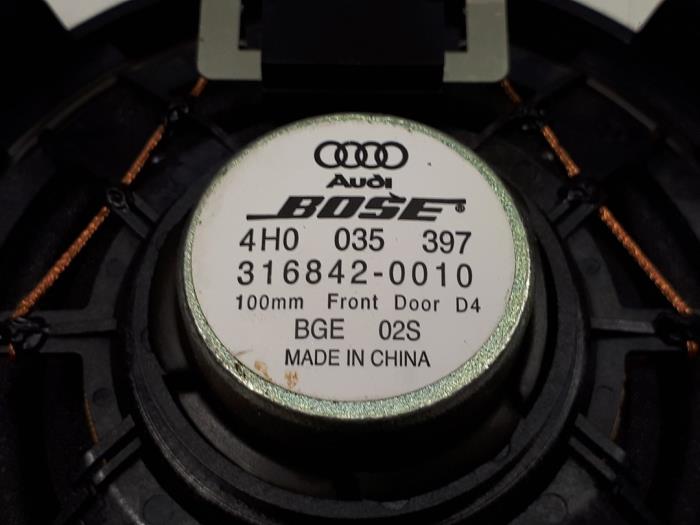 Audi
BOSE®
4H0 035 397
316842-0010
100mm Front Door D4
BGE 02S
MADE IN CHINA